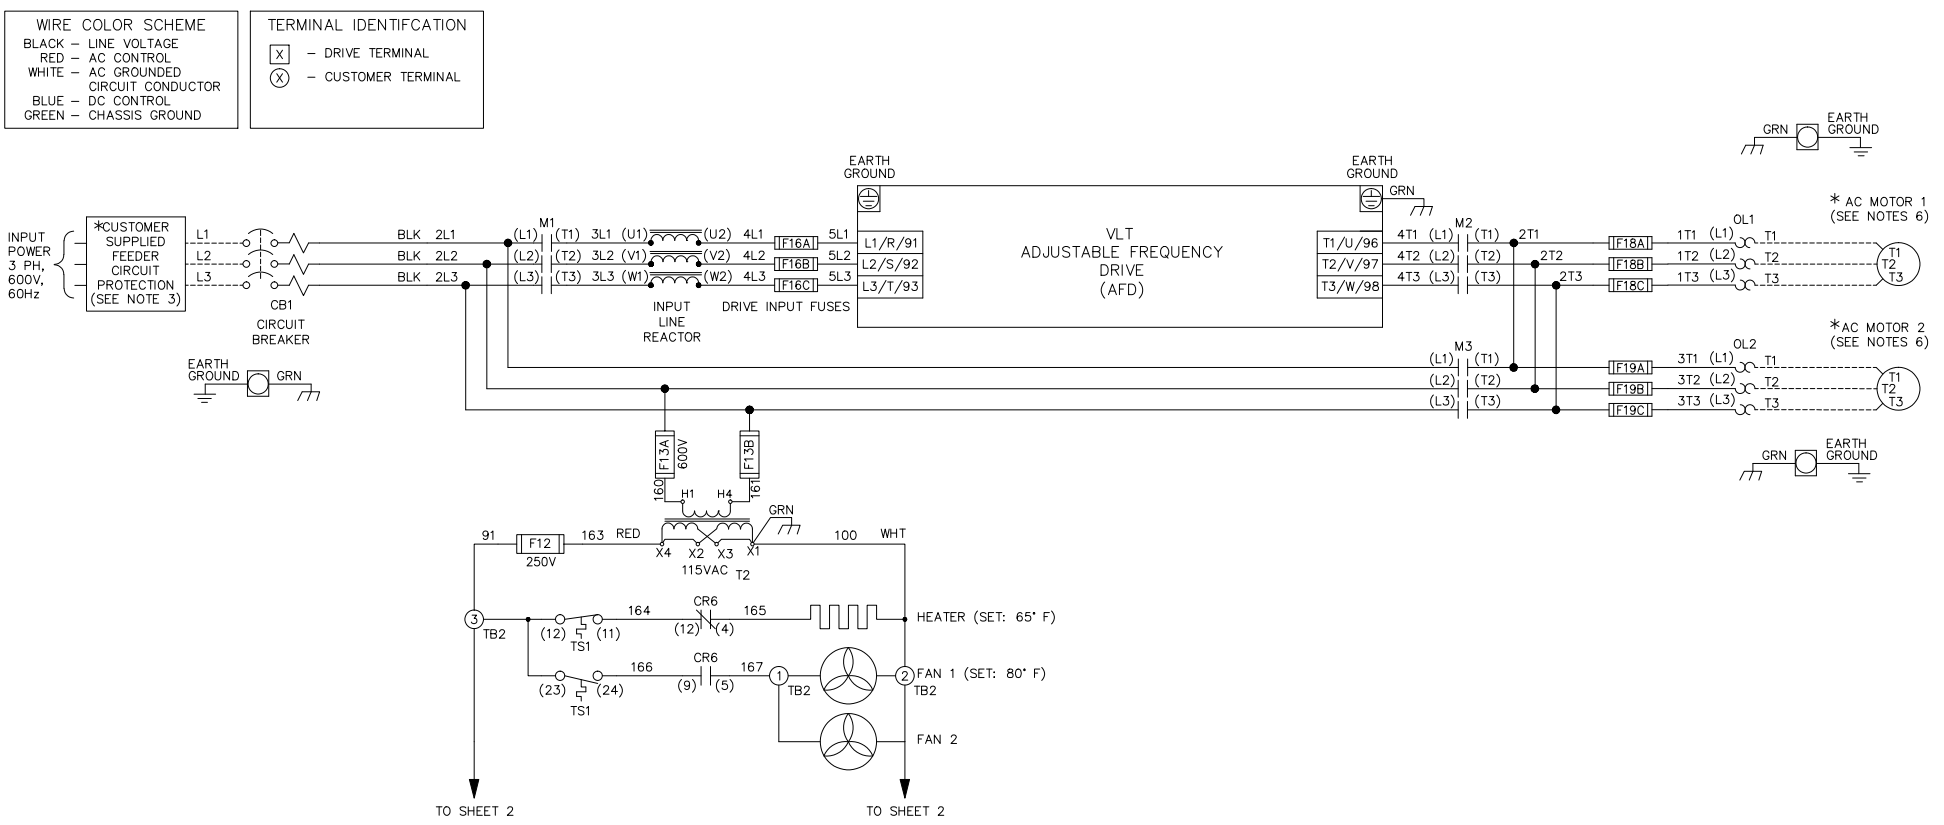 WIRE COLOR SCHEME
BLACK – LINE VOLTAGE
RED – AC CONTROL
WHITE – AC GROUNDED
CIRCUIT CONDUCTOR
BLUE – DC CONTROL
GREEN – CHASSIS GROUND
TERMINAL IDENTIFCATION
X – DRIVE TERMINAL
X – CUSTOMER TERMINAL
GRN
EARTH
GROUND
EARTH
GROUND
EARTH
GROUND
GRN
INPUT
POWER
3 PH,
600V,
60Hz
*CUSTOMER
SUPPLIED
FEEDER
CIRCUIT
PROTECTION
(SEE NOTE 3)
L1
L2
L3
CB1
CIRCUIT
BREAKER
BLK 2L1
BLK 2L2
BLK 2L3
M1
(L1) (T1) 3L1 (U1) (U2) 4L1 F16A 5L1 L1/R/91
(L2) (T2) 3L2 (V1) (V2) 4L2 F16B 5L2 L2/S/92
(L3) (T3) 3L3 (W1) (W2) 4L3 F16C 5L3 L3/T/93
INPUT
LINE
REACTOR
DRIVE INPUT FUSES
VLT
ADJUSTABLE FREQUENCY
DRIVE
(AFD)
M2
T1/U/96 4T1 (L1) (T1) 2T1 F18A 1T1 (L1) T1
T2/V/97 4T2 (L2) (T2) 2T2 F18B 1T2 (L2) T2
T3/W/98 4T3 (L3) (T3) 2T3 F18C 1T3 (L3) T3
OL1
* AC MOTOR 1
(SEE NOTES 6)
T1
T2
T3
M3
(L1) (T1) F19A 3T1 (L1) T1
(L2) (T2) F19B 3T2 (L2) T2
(L3) (T3) F19C 3T3 (L3) T3
OL2
*AC MOTOR 2
(SEE NOTES 6)
T1
T2
T3
EARTH
GROUND GRN
GRN
EARTH
GROUND
F13A
600V
F13B
160
161
H1 H4
GRN
91 F12 163 RED
250V
X4 X2 X3 X1
115VAC T2
100 WHT
3
TB2
(12) (11)
TS1
164
CR6
(12) (4)
165
HEATER (SET: 65° F)
(23) (24)
TS1
166
CR6
(9) (5)
167
1
TB2
2
TB2
FAN 1 (SET: 80° F)
FAN 2
TO SHEET 2
TO SHEET 2